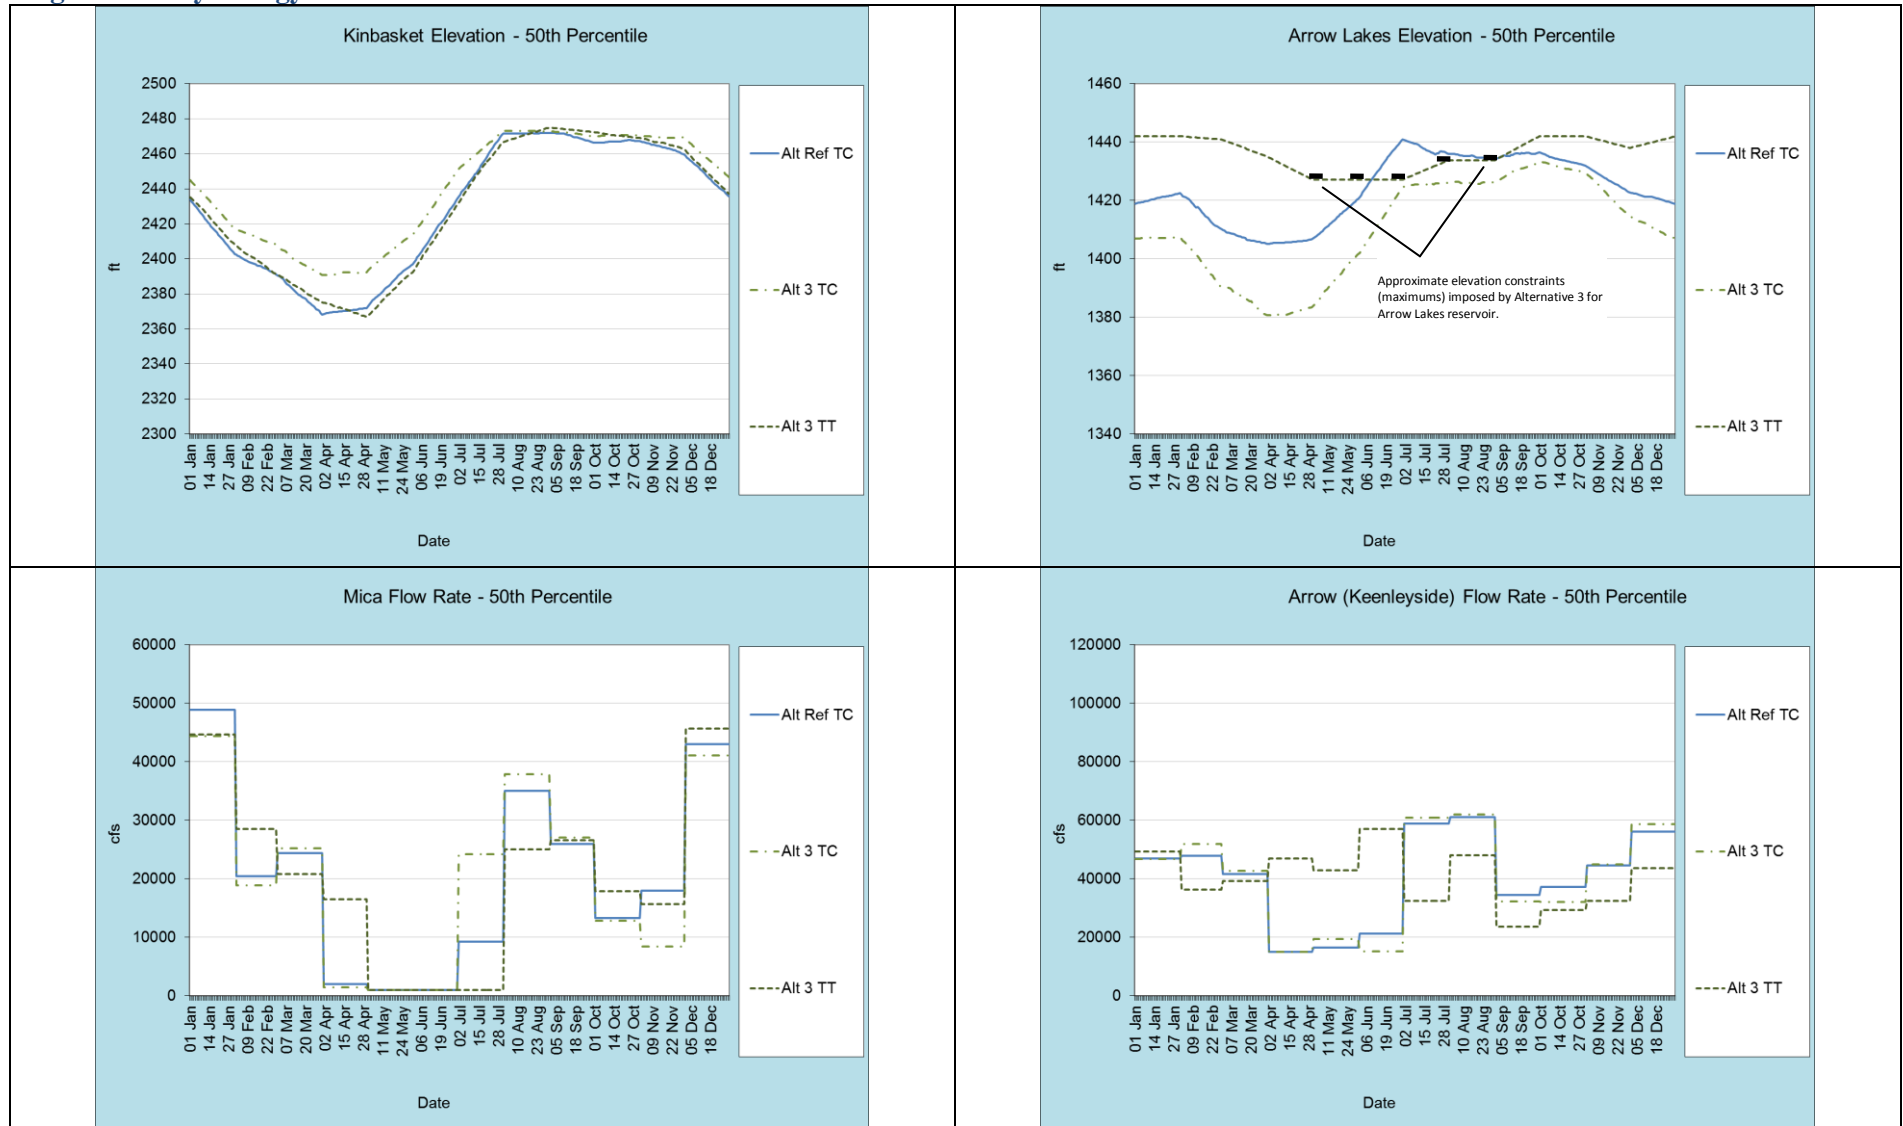 Kinbasket Elevation - 50th Percentile
2500
2480
2460
2440
2420
2400
2380
2360
2340
2320
2300
ft
01 Jan
14 Jan
27 Jan
09 Feb
22 Feb
07 Mar
20 Mar
02 Apr
15 Apr
28 Apr
11 May
24 May
06 Jun
19 Jun
02 Jul
15 Jul
28 Jul
10 Aug
23 Aug
05 Sep
18 Sep
01 Oct
14 Oct
27 Oct
09 Nov
22 Nov
05 Dec
18 Dec
Date
Alt Ref TC
Alt 3 TC
Alt 3 TT
Arrow Lakes Elevation - 50th Percentile
1460
1440
1420
1400
1380
1360
1340
ft
Approximate elevation constraints
(maximums) imposed by Alternative 3 for
Arrow Lakes reservoir.
01 Jan
14 Jan
27 Jan
09 Feb
22 Feb
07 Mar
20 Mar
02 Apr
15 Apr
28 Apr
11 May
24 May
06 Jun
19 Jun
02 Jul
15 Jul
28 Jul
10 Aug
23 Aug
05 Sep
18 Sep
01 Oct
14 Oct
27 Oct
09 Nov
22 Nov
05 Dec
18 Dec
Date
Alt Ref TC
Alt 3 TC
Alt 3 TT
Mica Flow Rate - 50th Percentile
60000
50000
40000
30000
20000
10000
0
cfs
01 Jan
14 Jan
27 Jan
09 Feb
22 Feb
07 Mar
20 Mar
02 Apr
15 Apr
28 Apr
11 May
24 May
06 Jun
19 Jun
02 Jul
15 Jul
28 Jul
10 Aug
23 Aug
05 Sep
18 Sep
01 Oct
14 Oct
27 Oct
09 Nov
22 Nov
05 Dec
18 Dec
Date
Alt Ref TC
Alt 3 TC
Alt 3 TT
Arrow (Keenleyside) Flow Rate - 50th Percentile
120000
100000
80000
60000
40000
20000
0
cfs
01 Jan
14 Jan
27 Jan
09 Feb
22 Feb
07 Mar
20 Mar
02 Apr
15 Apr
28 Apr
11 May
24 May
06 Jun
19 Jun
02 Jul
15 Jul
28 Jul
10 Aug
23 Aug
05 Sep
18 Sep
01 Oct
14 Oct
27 Oct
09 Nov
22 Nov
05 Dec
18 Dec
Date
Alt Ref TC
Alt 3 TC
Alt 3 TT